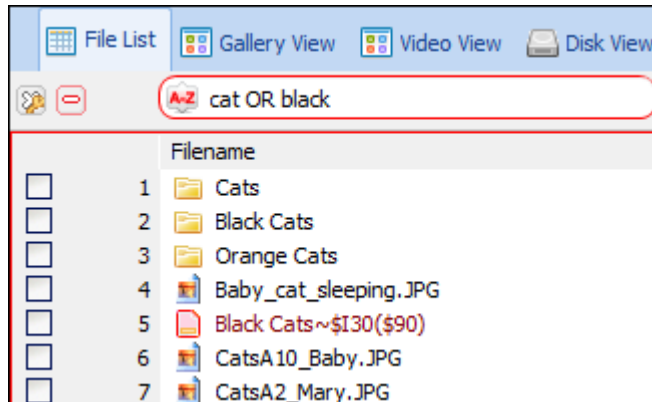 File List Gallery View Video View Disk View
A-Z cat OR black
Filename
1 Cats
2 Black Cats
3 Orange Cats
4 Baby_cat_sleeping.JPG
5 Black Cats~$I30($90)
6 CatsA10_Baby.JPG
7 CatsA2_Mary.JPG